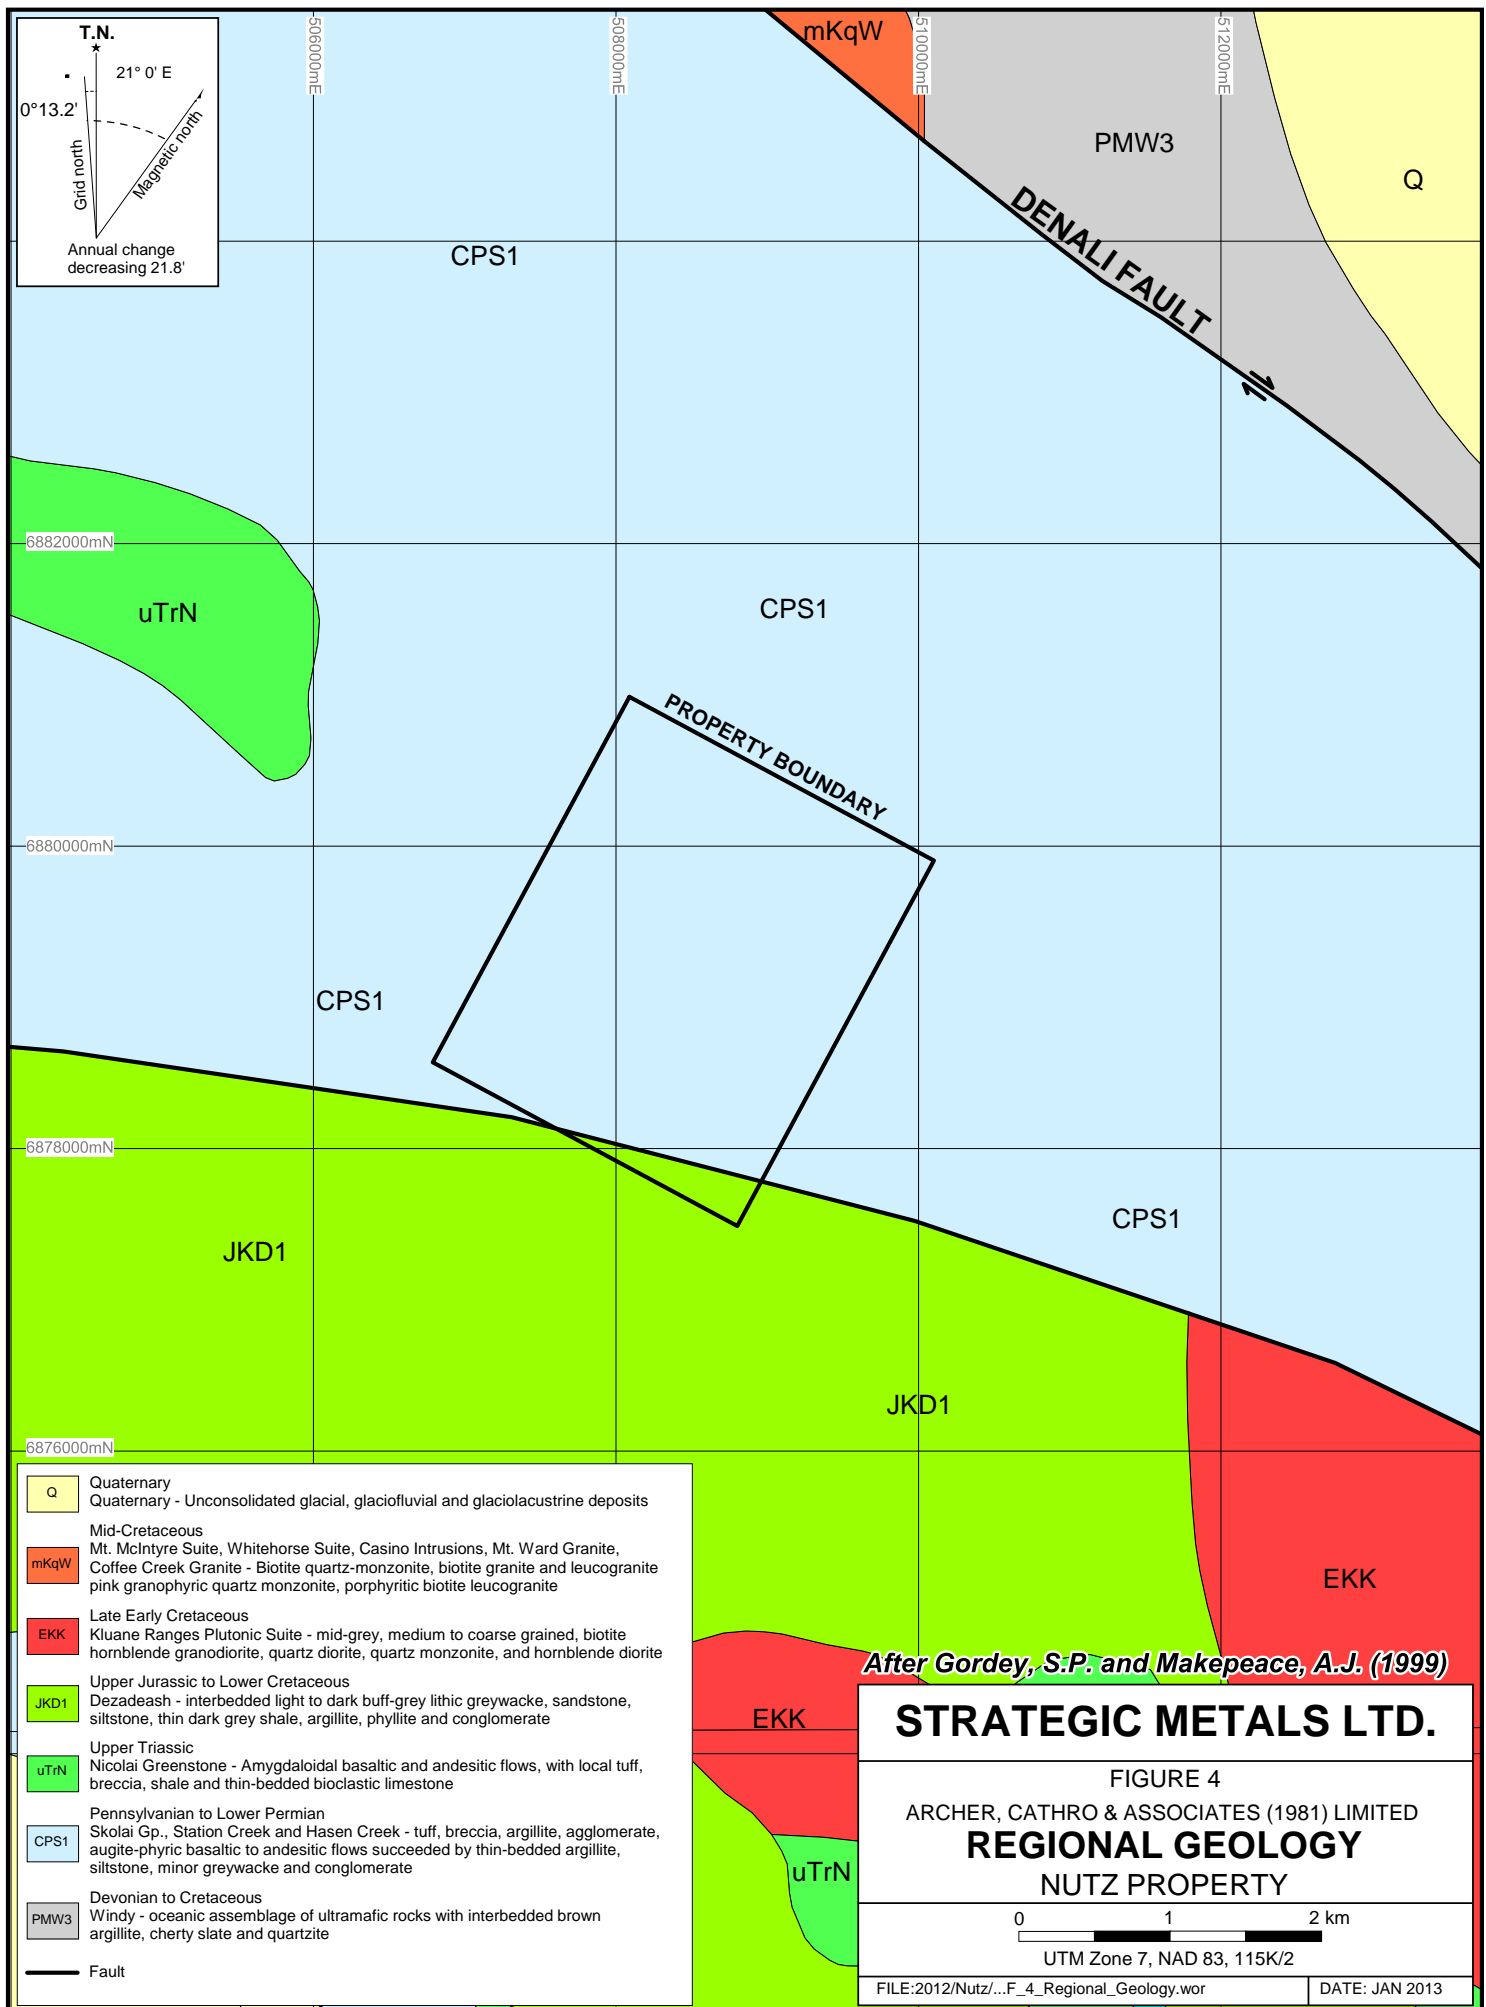 T.N.
21° 0' E
0°13.2'
Grid north
Magnetic north
Annual change
decreasing 21.8'
506000mE
508000mE
510000mE
512000mE
mKqW
PMW3
Q
CPS1
DENALI FAULT
6882000mN
uTrN
CPS1
PROPERTY BOUNDARY
6880000mN
CPS1
6878000mN
CPS1
JKD1
JKD1
6876000mN
EKK
EKK
uTrN
Q
Quaternary
Quaternary - Unconsolidated glacial, glaciofluvial and glaciolacustrine deposits
mKqW
Mid-Cretaceous
Mt. McIntyre Suite, Whitehorse Suite, Casino Intrusions, Mt. Ward Granite,
Coffee Creek Granite - Biotite quartz-monzonite, biotite granite and leucogranite
pink granophyric quartz monzonite, porphyritic biotite leucogranite
EKK
Late Early Cretaceous
Kluane Ranges Plutonic Suite - mid-grey, medium to coarse grained, biotite
hornblende granodiorite, quartz diorite, quartz monzonite, and hornblende diorite
JKD1
Upper Jurassic to Lower Cretaceous
Dezadeash - interbedded light to dark buff-grey lithic greywacke, sandstone,
siltstone, thin dark grey shale, argillite, phyllite and conglomerate
uTrN
Upper Triassic
Nicolai Greenstone - Amygdaloidal basaltic and andesitic flows, with local tuff,
breccia, shale and thin-bedded bioclastic limestone
CPS1
Pennsylvanian to Lower Permian
Skolai Gp., Station Creek and Hasen Creek - tuff, breccia, argillite, agglomerate,
augite-phyric basaltic to andesitic flows succeeded by thin-bedded argillite,
siltstone, minor greywacke and conglomerate
PMW3
Devonian to Cretaceous
Windy - oceanic assemblage of ultramafic rocks with interbedded brown
argillite, cherty slate and quartzite
Fault
After Gordey, S.P. and Makepeace, A.J. (1999)
STRATEGIC METALS LTD.
FIGURE 4
ARCHER, CATHRO & ASSOCIATES (1981) LIMITED
REGIONAL GEOLOGY
NUTZ PROPERTY
0 1 2 km
UTM Zone 7, NAD 83, 115K/2
FILE:2012/Nutz/...F_4_Regional_Geology.wor
DATE: JAN 2013